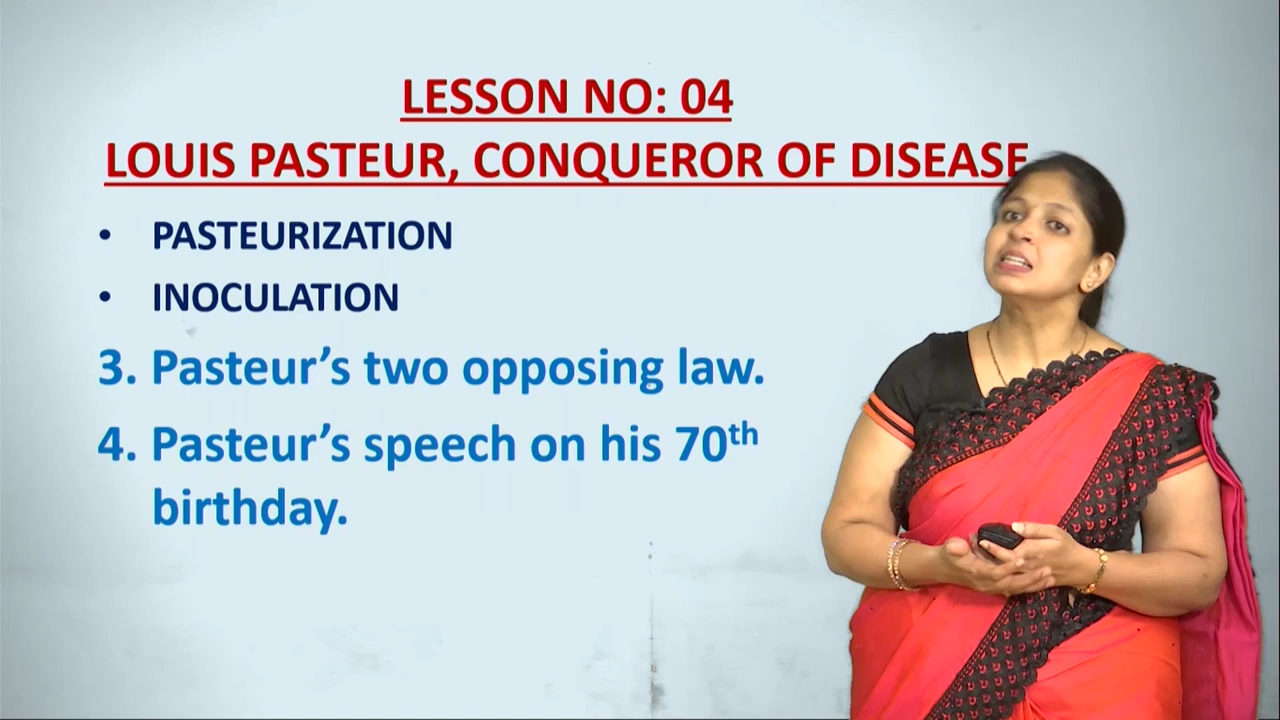 LESSON NO: 04
LOUIS PASTEUR, CONQUEROR OF DISEASE
• PASTEURIZATION
• INOCULATION
3. Pasteur’s two opposing law.
4. Pasteur’s speech on his 70th
birthday.